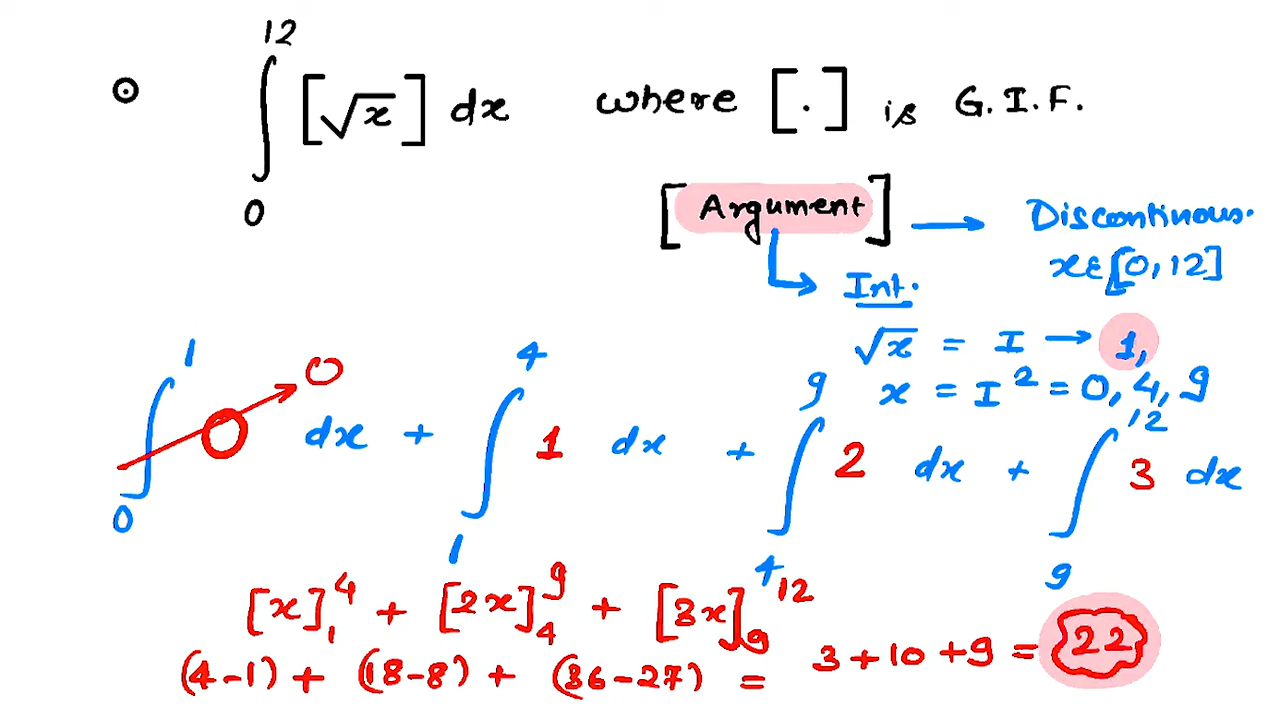 ∫₀¹² [√x] dx where [.] is G.I.F.
[Argument] → Discontinous.
x ε [0, 12]
Int.
√x = I → 1,
x = I² = 0, 4, 9
∫₀¹ 0 dx + ∫₁⁴ 1 dx + ∫₄⁹ 2 dx + ∫₉¹² 3 dx
0
[x]₁⁴ + [2x]₄⁹ + [3x]₉¹²
(4-1) + (18-8) + (36-27) = 3 + 10 + 9 = 22